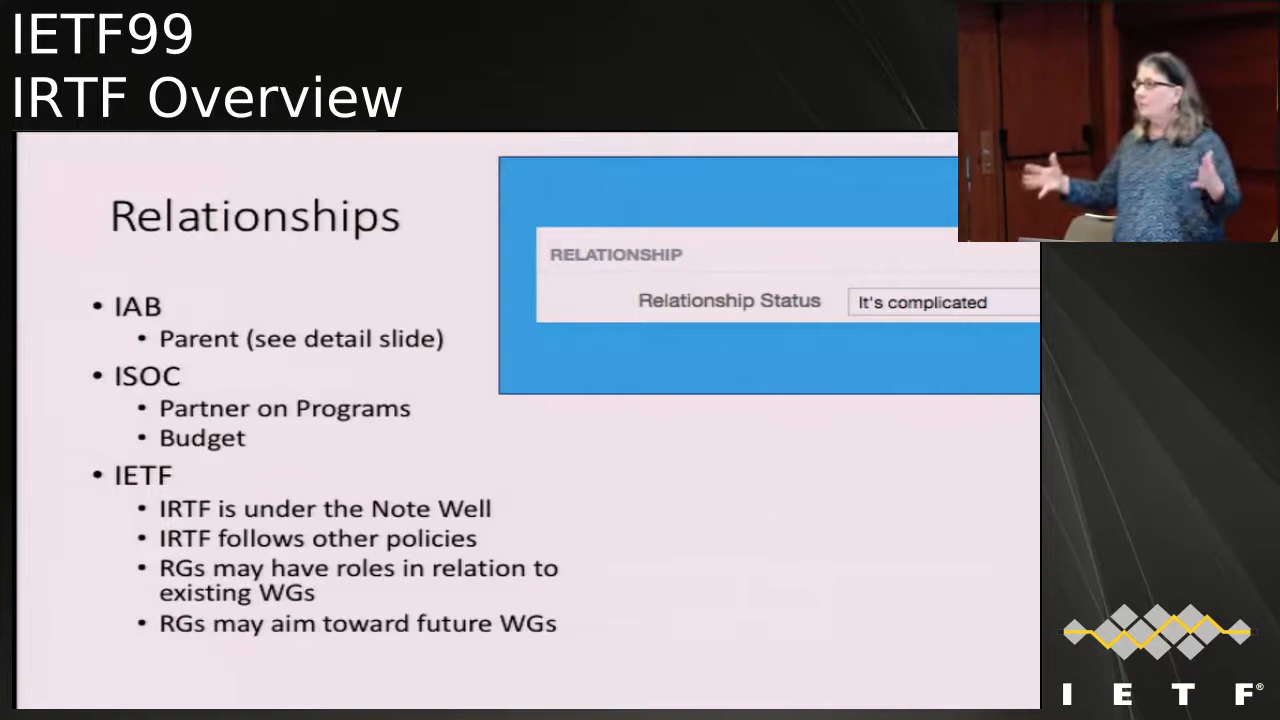 IETF99
IRTF Overview
Relationships
RELATIONSHIP
Relationship Status It's complicated
• IAB
• Parent (see detail slide)
• ISOC
• Partner on Programs
• Budget
• IETF
• IRTF is under the Note Well
• IRTF follows other policies
• RGs may have roles in relation to
existing WGs
• RGs may aim toward future WGs
I E T F®